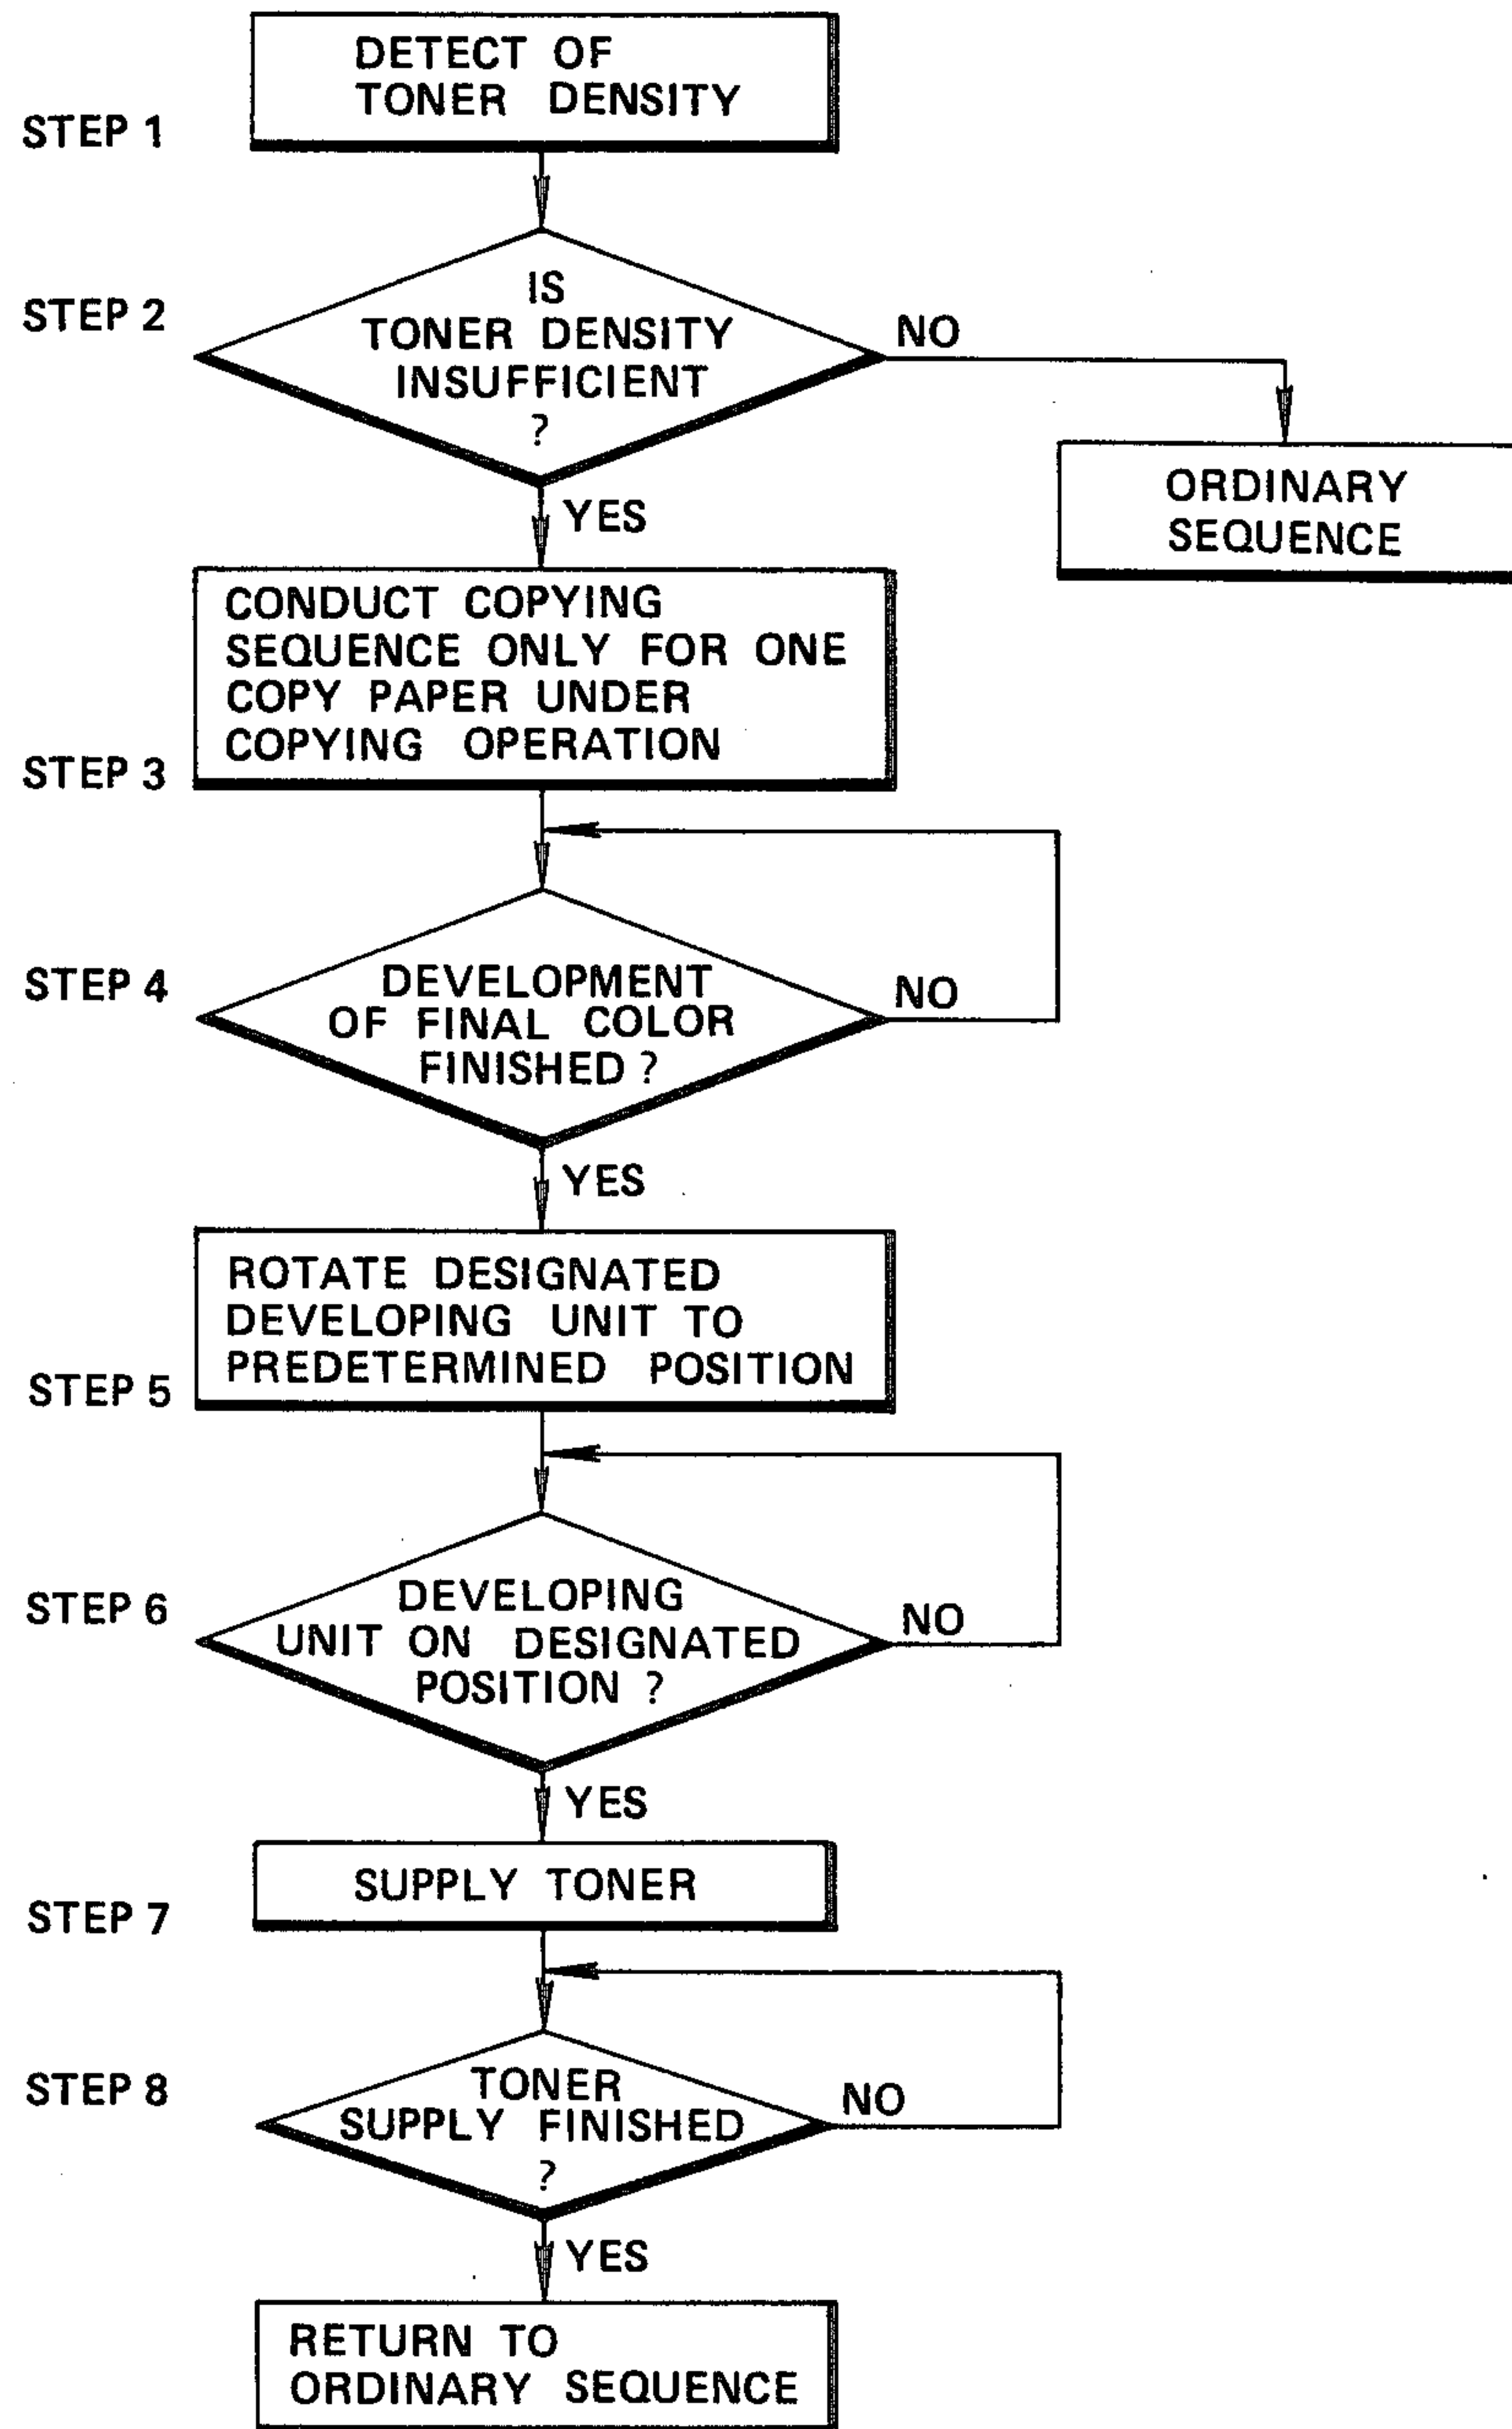 DETECT OF
TONER DENSITY
STEP 1
STEP 2
IS
TONER DENSITY
INSUFFICIENT
?
NO
YES
ORDINARY
SEQUENCE
CONDUCT COPYING
SEQUENCE ONLY FOR ONE
COPY PAPER UNDER
COPYING OPERATION
STEP 3
STEP 4
DEVELOPMENT
OF FINAL COLOR
FINISHED ?
NO
YES
ROTATE DESIGNATED
DEVELOPING UNIT TO
PREDETERMINED POSITION
STEP 5
STEP 6
DEVELOPING
UNIT ON DESIGNATED
POSITION ?
NO
YES
SUPPLY TONER
STEP 7
STEP 8
TONER
SUPPLY FINISHED
?
NO
YES
RETURN TO
ORDINARY SEQUENCE